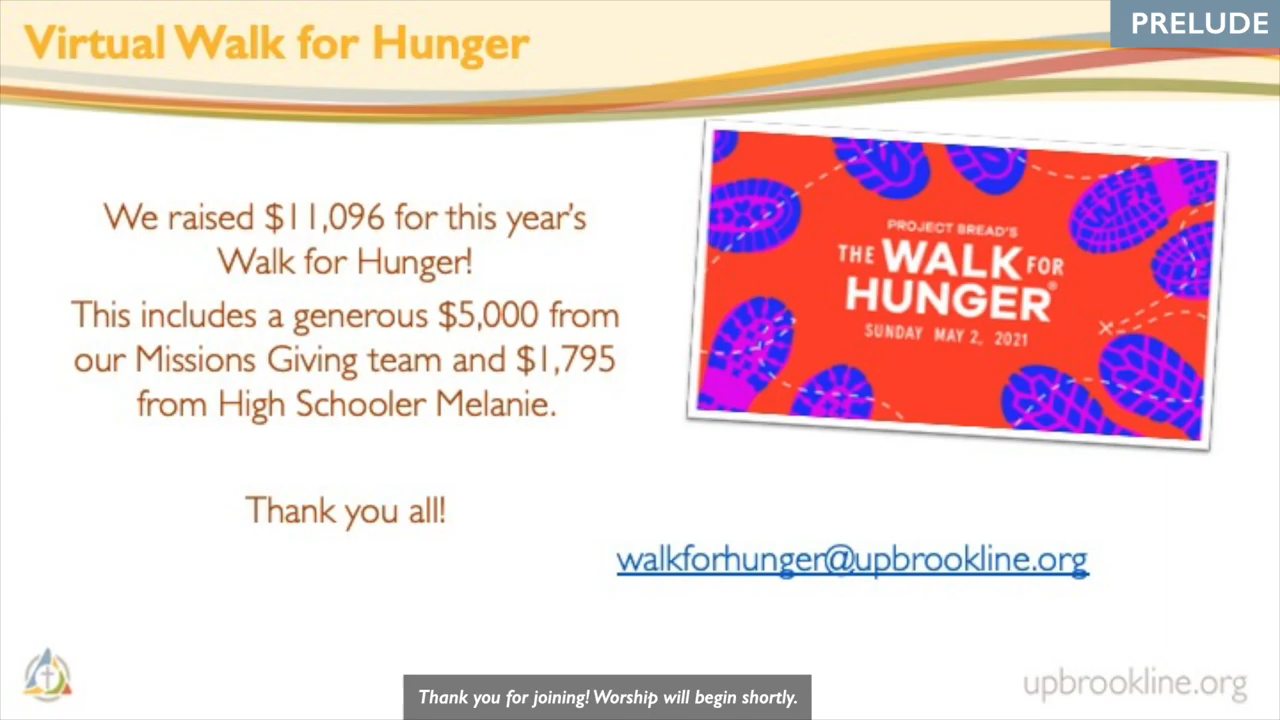 Virtual Walk for Hunger
PRELUDE
We raised $11,096 for this year's
Walk for Hunger!
This includes a generous $5,000 from
our Missions Giving team and $1,795
from High Schooler Melanie.
Thank you all!
PROJECT BREAD'S
THE WALK FOR
HUNGER®
SUNDAY MAY 2, 2021
WFH
walkforhunger@upbrookline.org
Thank you for joining! Worship will begin shortly.
upbrookline.org